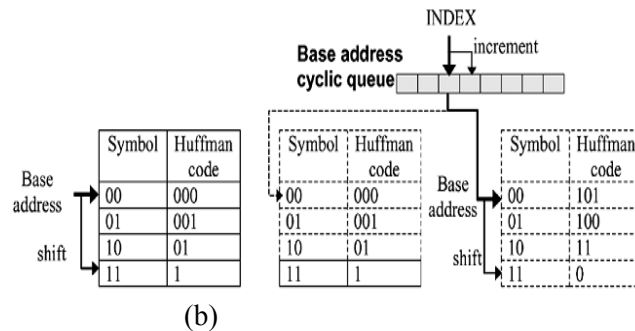 INDEX
increment
Base address
cyclic queue
Symbol Huffman code
00 000
01 001
10 01
11 1
Base address
shift
Symbol Huffman code
00 000
01 001
10 01
11 1
Symbol Huffman code
00 101
01 100
10 11
11 0
Base address
shift
(b)